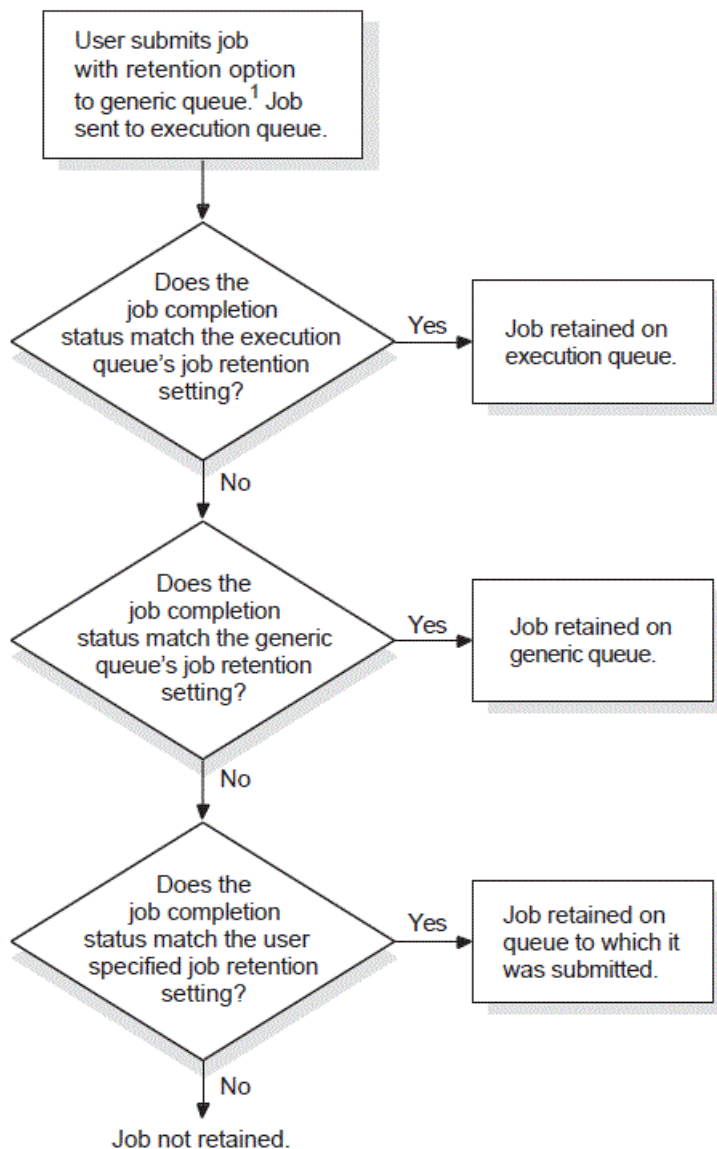 User submits job
with retention option
to generic queue.¹ Job
sent to execution queue.
Does the
job completion
status match the execution
queue's job retention
setting?
Yes
Job retained on
execution queue.
No
Does the
job completion
status match the generic
queue's job retention
setting?
Yes
Job retained on
generic queue.
No
Does the
job completion
status match the user
specified job retention
setting?
Yes
Job retained on
queue to which it
was submitted.
No
Job not retained.